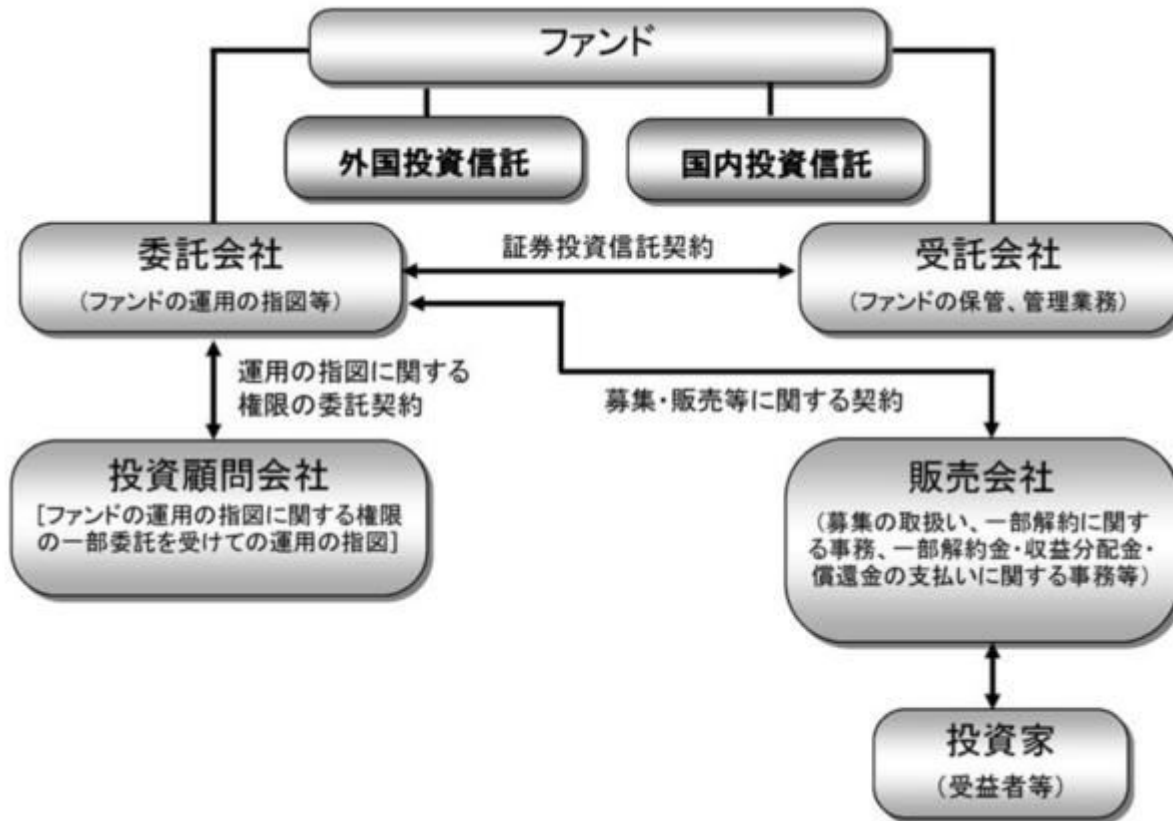 ファンド
外国投資信託
国内投資信託
委託会社
(ファンドの運用の指図等)
証券投資信託契約
受託会社
(ファンドの保管、管理業務)
運用の指図に関する
権限の委託契約
募集・販売等に関する契約
投資顧問会社
[ファンドの運用の指図に関する権限
の一部委託を受けての運用の指図]
販売会社
(募集の取扱い、一部解約に関す
る事務、一部解約金・収益分配金・
償還金の支払いに関する事務等)
投資家
(受益者等)